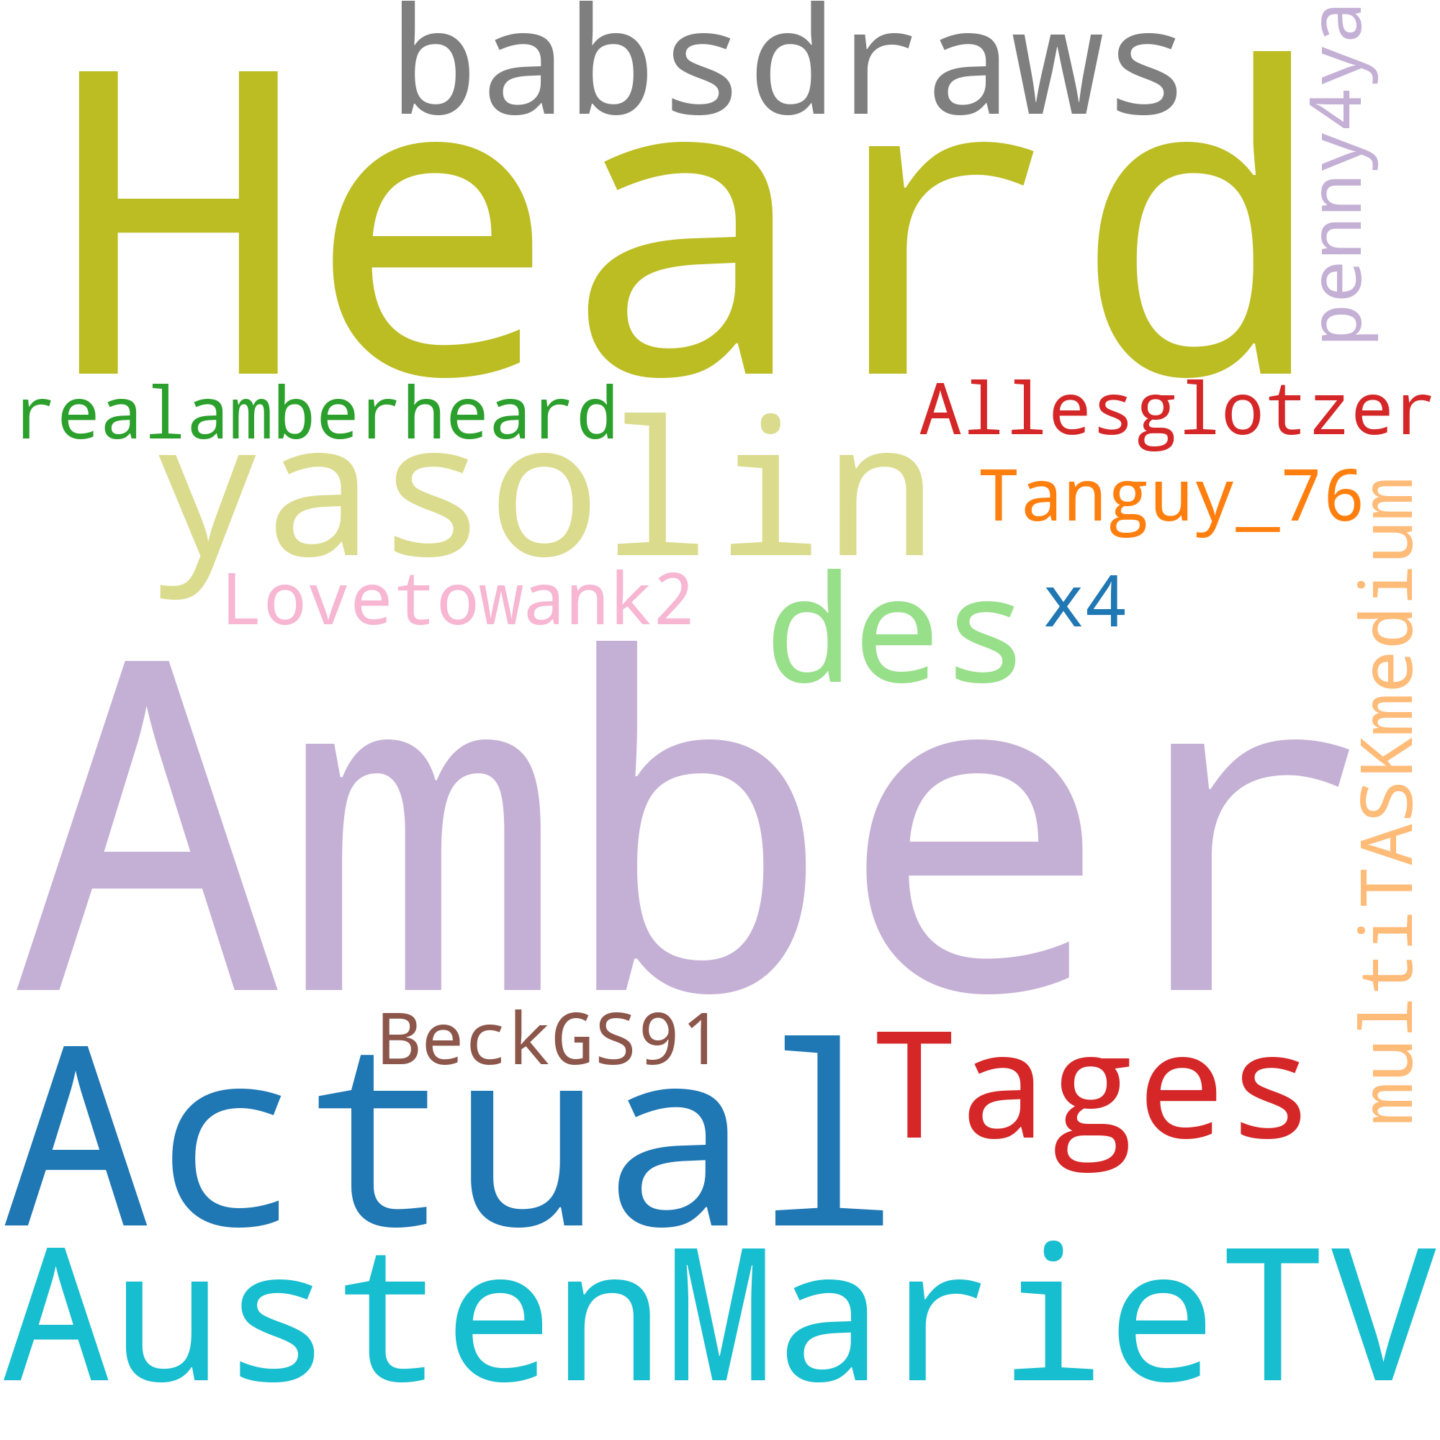 babsdraws
penny4ya
Heard
realamberheard
Allesglotzer
yasolin
Tanguy_76
multiTASKmedium
Lovetowank2
des
x4
Amber
BeckGS91
Actual
Tages
AustenMarieTV